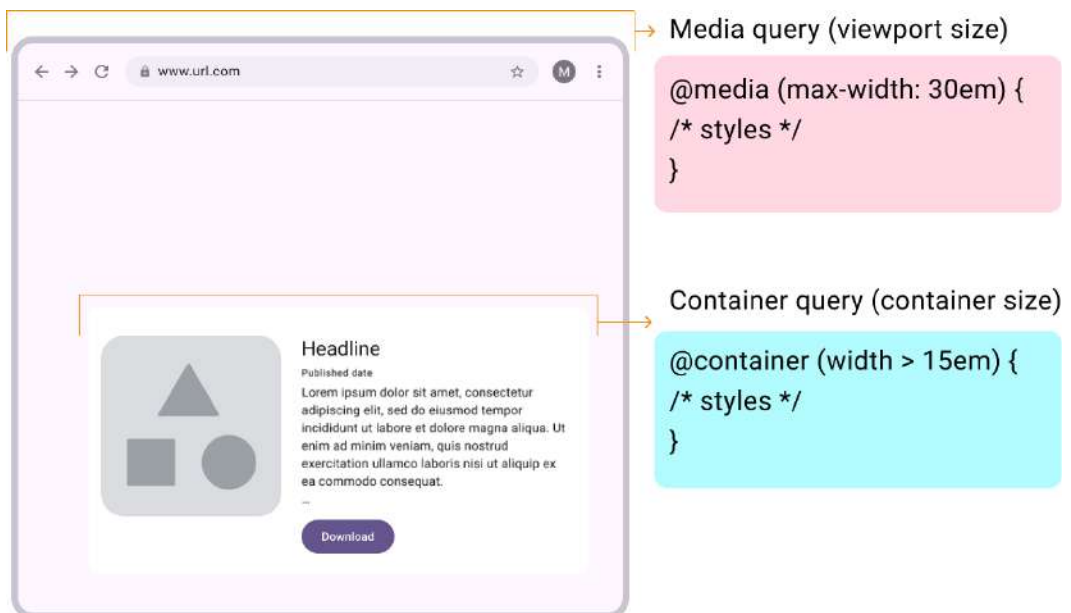 Media query (viewport size)
www.url.com
M
@media (max-width: 30em) {
/* styles */
}
Container query (container size)
@container (width > 15em) {
/* styles */
}
Headline
Published date
Lorem ipsum dolor sit amet, consectetur
adipiscing elit, sed do eiusmod tempor
incididunt ut labore et dolore magna aliqua. Ut
enim ad minim veniam, quis nostrud
exercitation ullamco laboris nisi ut aliquip ex
ea commodo consequat.
...
Download